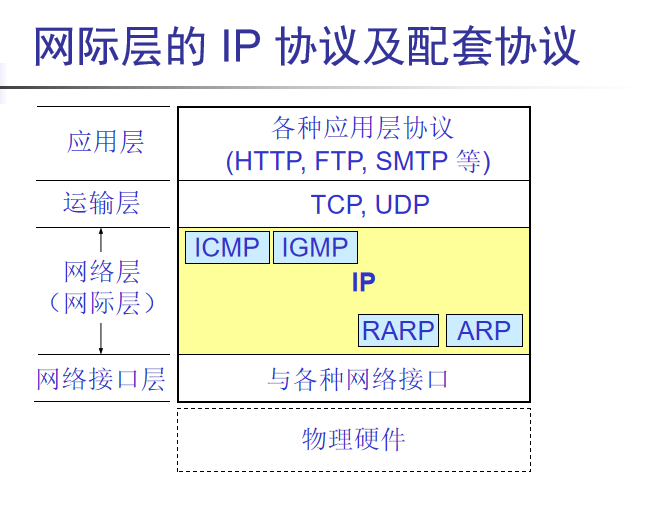 网际层的 IP 协议及配套协议
应用层
各种应用层协议
(HTTP, FTP, SMTP 等)
运输层
TCP, UDP
网络层
（网际层）
ICMP
IGMP
IP
RARP
ARP
网络接口层
与各种网络接口
物理硬件